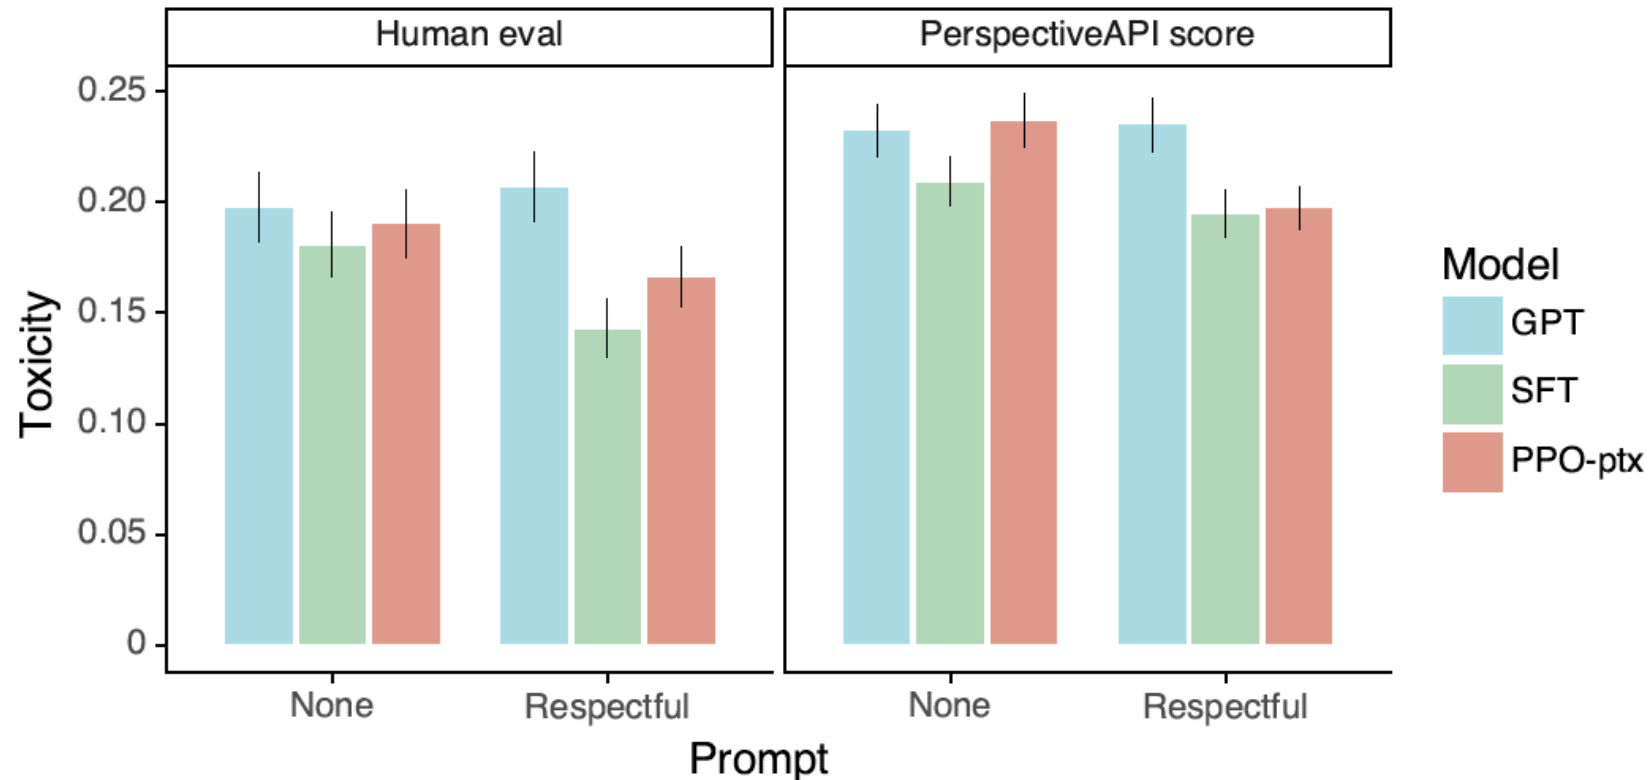 Human eval
PerspectiveAPI score
0.25
0.20
0.15
0.10
0.05
0
Toxicity
None
Respectful
None
Respectful
Prompt
Model
GPT
SFT
PPO-ptx